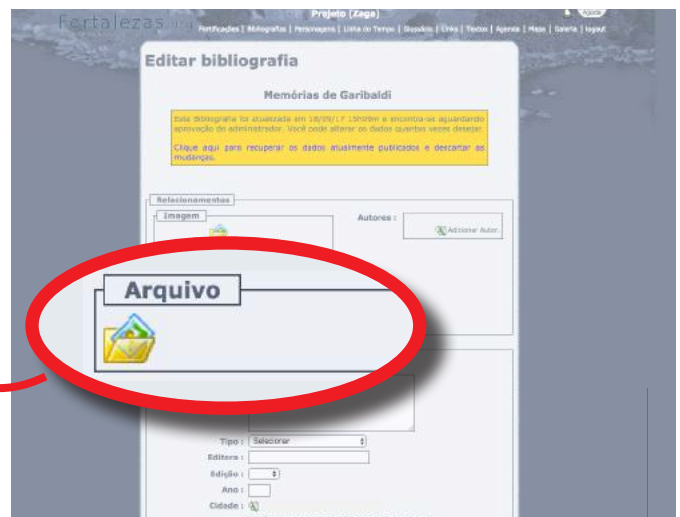 Fortalezas.org
Projeto (Zaga)
Ajuda
Fortificações | Bibliografias | Personagens | Linha do Tempo | Glossário | Links | Textos | Agenda | Mapa | Galeria | logout
Editar bibliografia
Memórias de Garibaldi
Esta Bibliografia foi atualizada em 18/09/17 15h09m e encontra-se aguardando
aprovação do administrador. Você pode alterar os dados quantas vezes desejar.
Clique aqui para recuperar os dados atualmente publicados e descartar as
mudanças.
Relacionamentos
Imagem
Autores :
Adicionar Autor.
Arquivo
Tipo : Selecionar
Editora :
Edição :
Ano :
Cidade :